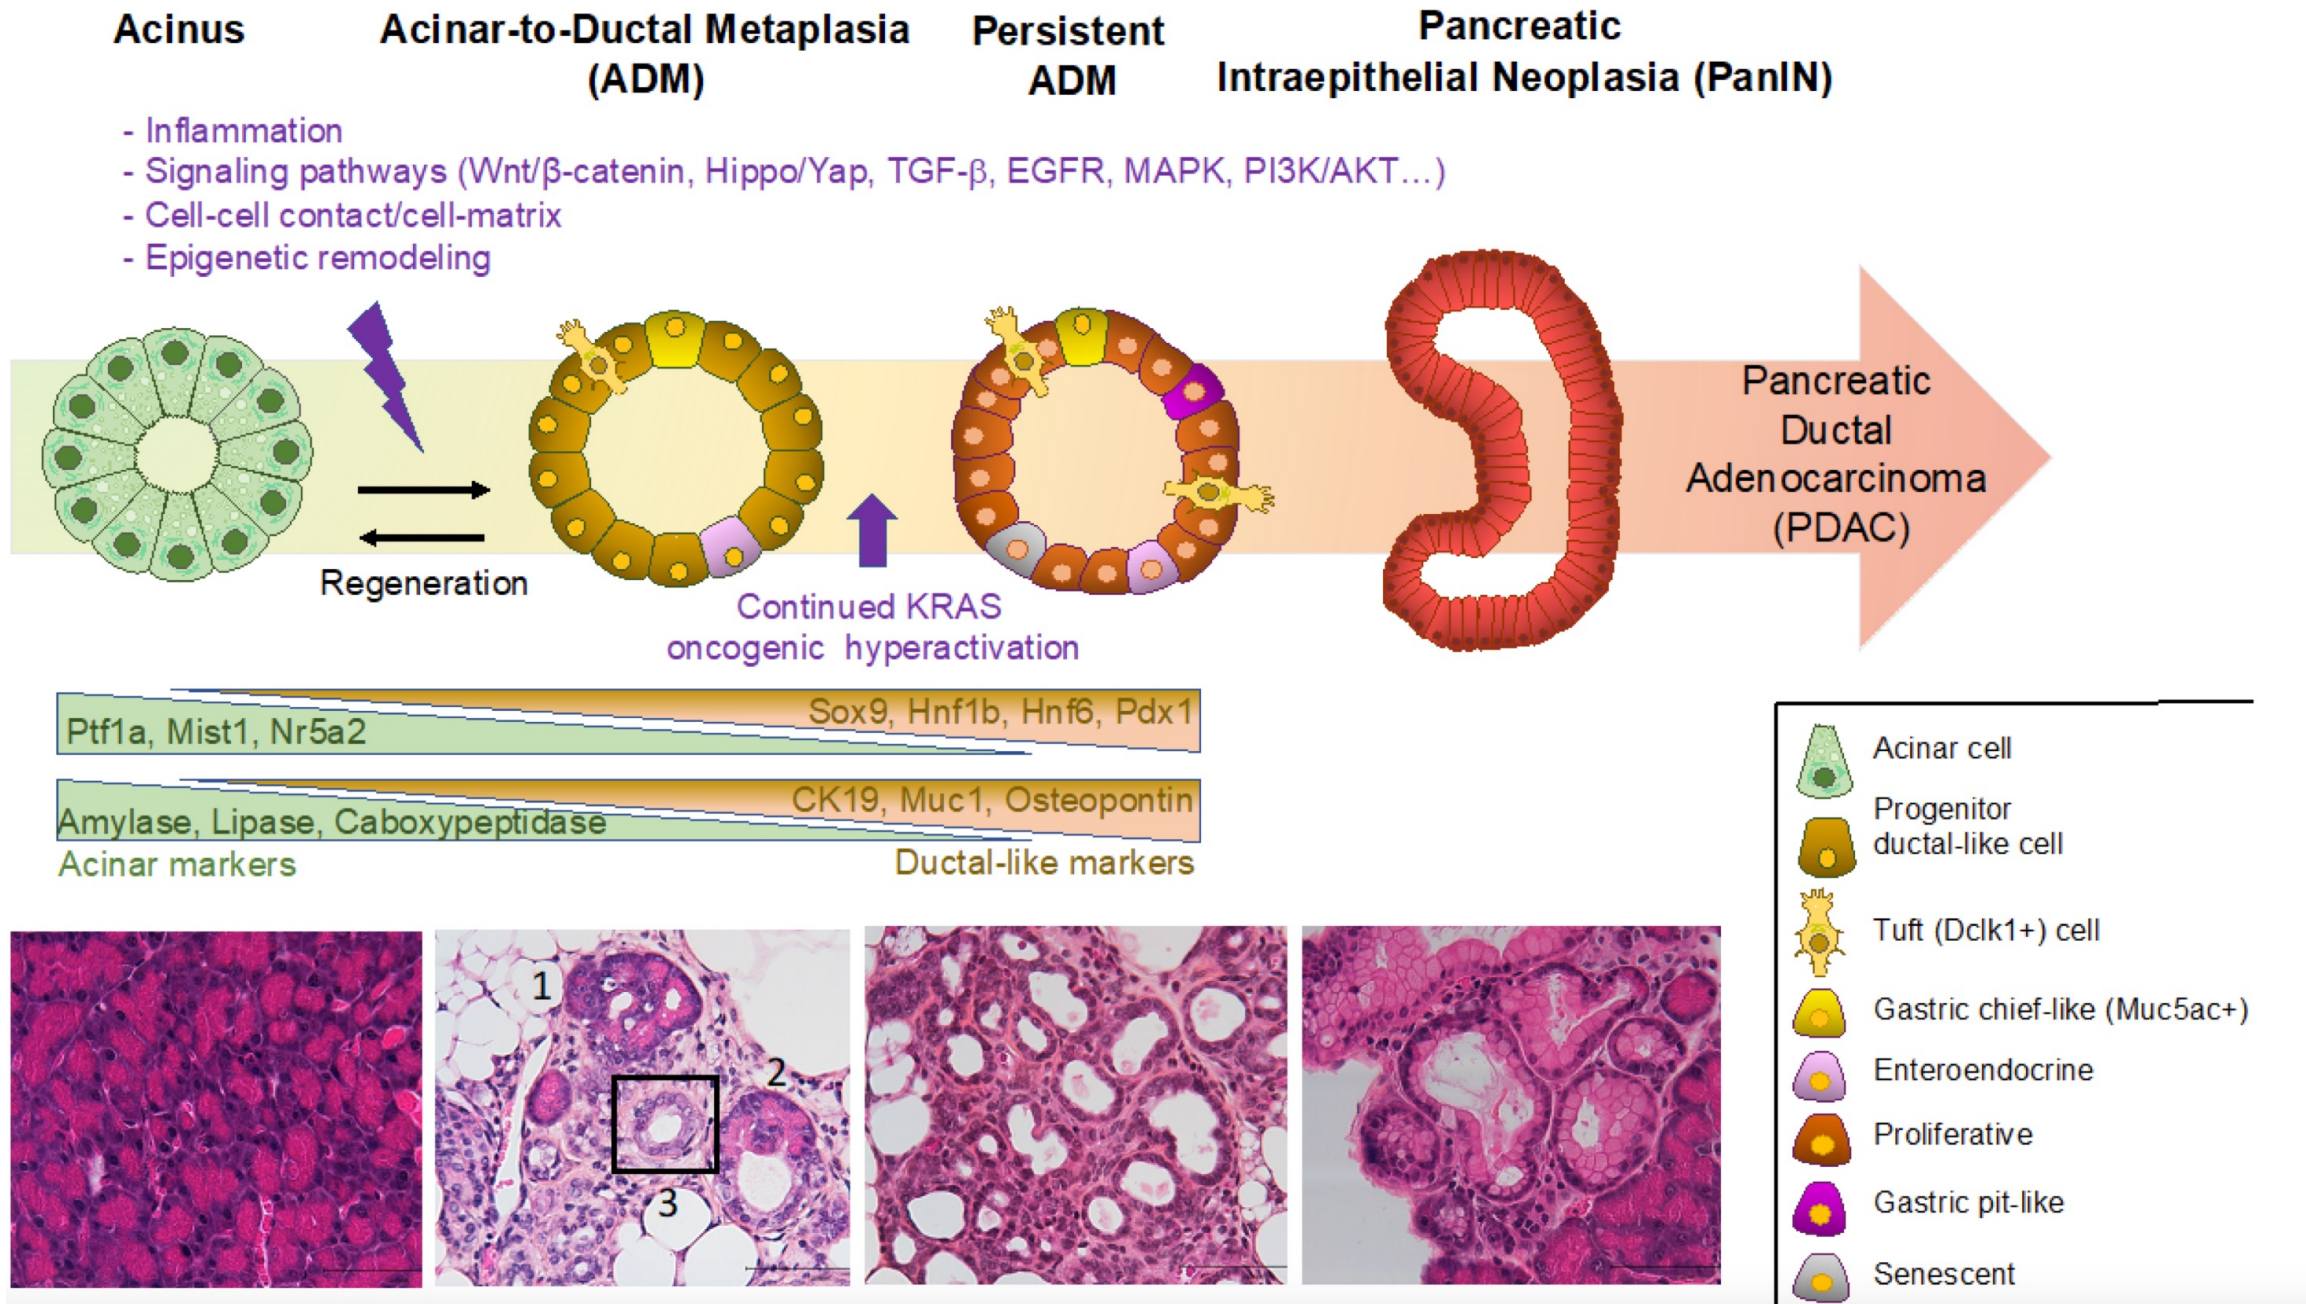 Acinus
Acinar-to-Ductal Metaplasia
(ADM)
Persistent
ADM
Pancreatic
Intraepithelial Neoplasia (PanIN)
- Inflammation
- Signaling pathways (Wnt/β-catenin, Hippo/Yap, TGF-β, EGFR, MAPK, PI3K/AKT…)
- Cell-cell contact/cell-matrix
- Epigenetic remodeling
Regeneration
Continued KRAS
oncogenic hyperactivation
Pancreatic
Ductal
Adenocarcinoma
(PDAC)
Ptf1a, Mist1, Nr5a2
Sox9, Hnf1b, Hnf6, Pdx1
Amylase, Lipase, Caboxypeptidase
CK19, Muc1, Osteopontin
Acinar markers
Ductal-like markers
1
2
3
Acinar cell
Progenitor
ductal-like cell
Tuft (Dclk1+) cell
Gastric chief-like (Muc5ac+)
Enteroendocrine
Proliferative
Gastric pit-like
Senescent